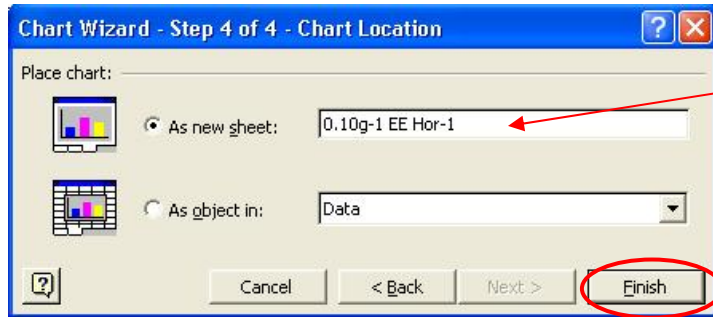 Chart Wizard - Step 4 of 4 - Chart Location
Place chart:
As new sheet: 0.10g-1 EE Hor-1
As object in: Data
Cancel < Back Next > Finish